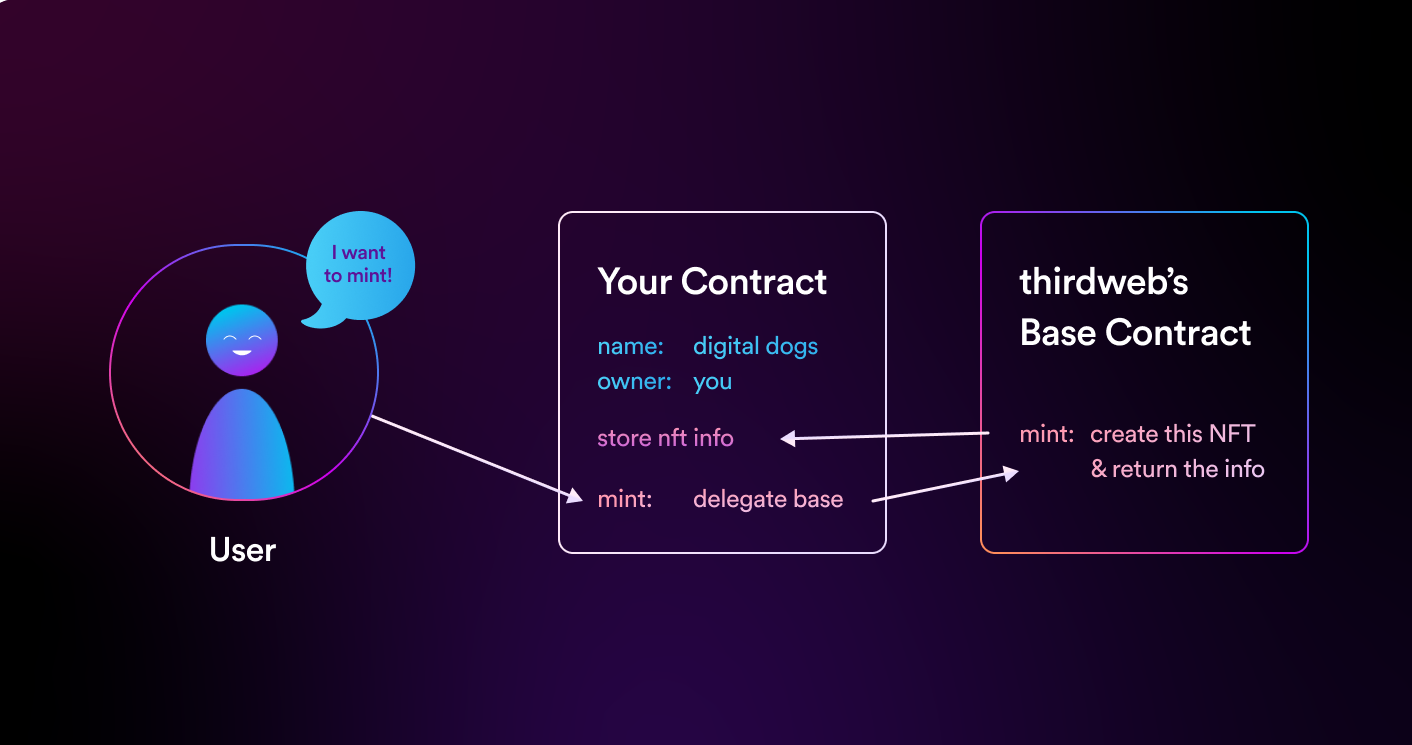 I want
to mint!
User
Your Contract
name: digital dogs
owner: you
store nft info
mint: delegate base
thirdweb’s
Base Contract
mint: create this NFT
& return the info